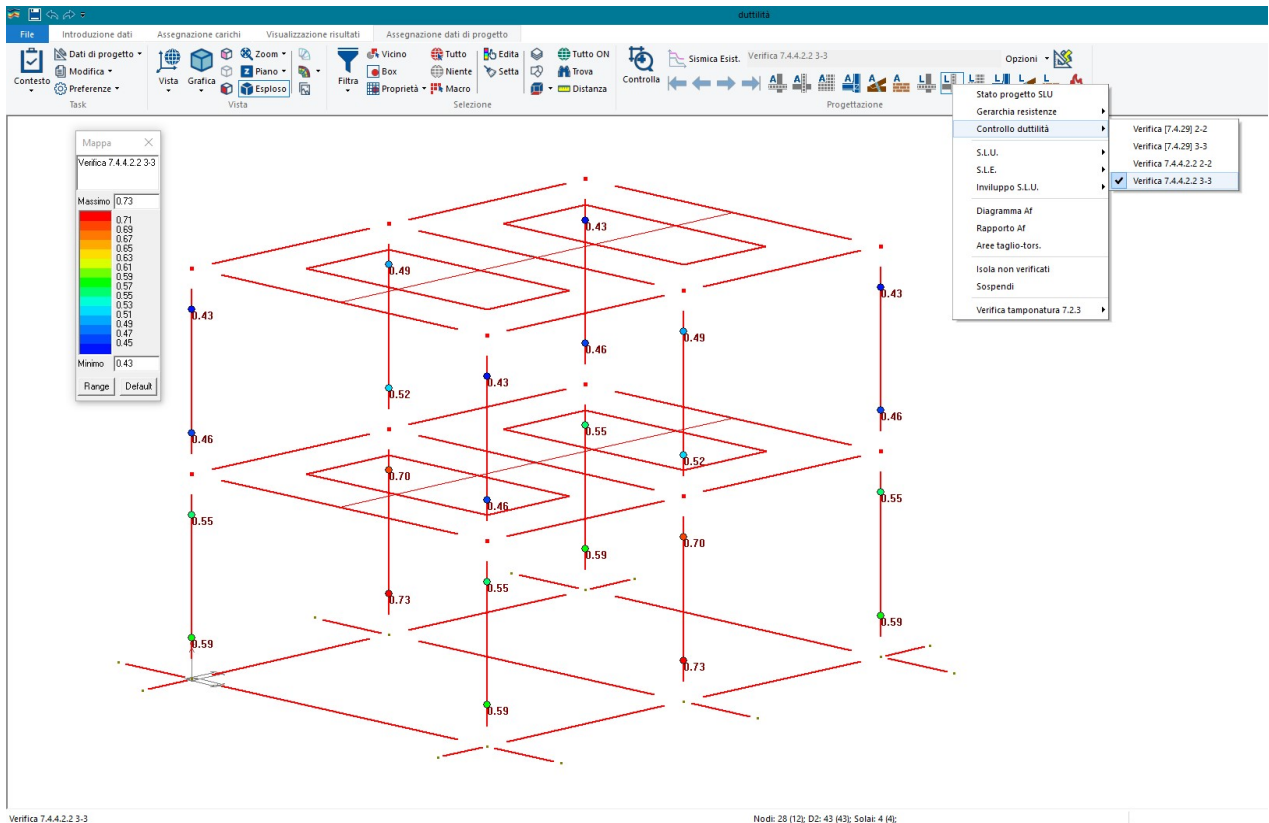 duttilità
File Introduzione dati Assegnazione carichi Visualizzazione risultati Assegnazione dati di progetto
Contesto
Dati di progetto
Modifica
Preferenze
Task
Vista
Grafica
Zoom
Piano
Esploso
Vista
Filtra
Vicino
Box
Proprietà
Tutto
Niente
Macro
Edita
Setta
Tutto ON
Trova
Distanza
Selezione
Controlla
Sismica Esist.
Verifica 7.4.4.2.2 3-3
Opzioni
Progettazione
Stato progetto SLU
Gerarchia resistenze
Controllo duttilità
S.L.U.
S.L.E.
Inviluppo S.L.U.
Diagramma Af
Rapporto Af
Aree taglio-tors.
Isola non verificati
Sospendi
Verifica tamponatura 7.2.3
Verifica [7.4.29] 2-2
Verifica [7.4.29] 3-3
Verifica 7.4.4.2.2 2-2
Verifica 7.4.4.2.2 3-3
Mappa
Verifica 7.4.4.2.2 3-3
Massimo 0.73
0.71
0.69
0.67
0.65
0.63
0.61
0.59
0.57
0.55
0.53
0.51
0.49
0.47
0.45
Minimo 0.43
Range Default
0.43
0.49
0.43
0.43
0.49
0.46
0.43
0.52
0.46
0.46
0.55
0.52
0.70
0.46
0.55
0.55
0.70
0.59
0.55
0.73
0.59
0.59
0.73
0.59
Verifica 7.4.4.2.2 3-3
Nodi: 28 (12); D2: 43 (43); Solai: 4 (4);